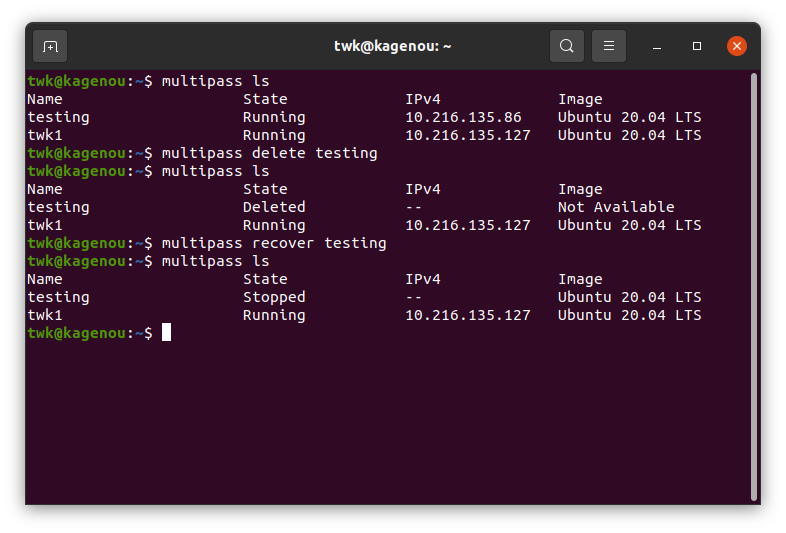 twk@kagenou: ~
twk@kagenou:~$ multipass ls
Name                    State             IPv4             Image
testing                 Running           10.216.135.86    Ubuntu 20.04 LTS
twk1                    Running           10.216.135.127   Ubuntu 20.04 LTS
twk@kagenou:~$ multipass delete testing
twk@kagenou:~$ multipass ls
Name                    State             IPv4             Image
testing                 Deleted           --               Not Available
twk1                    Running           10.216.135.127   Ubuntu 20.04 LTS
twk@kagenou:~$ multipass recover testing
twk@kagenou:~$ multipass ls
Name                    State             IPv4             Image
testing                 Stopped           --               Ubuntu 20.04 LTS
twk1                    Running           10.216.135.127   Ubuntu 20.04 LTS
twk@kagenou:~$